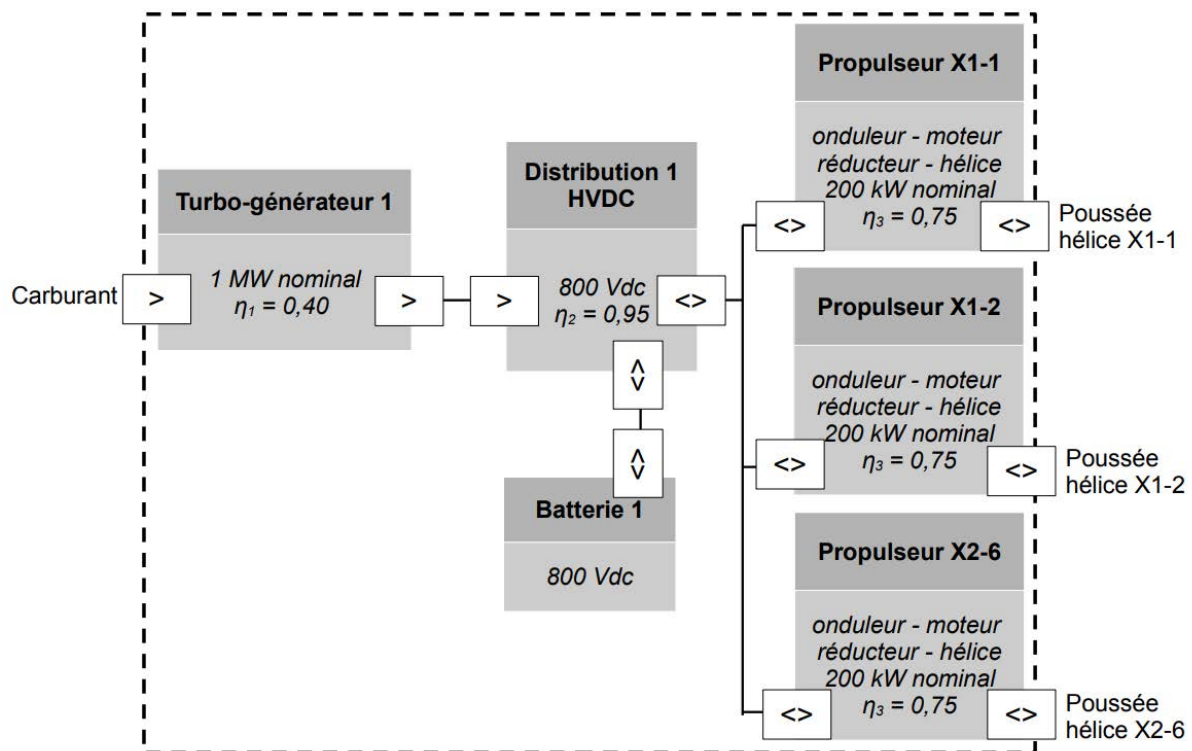 Carburant
>
Turbo-générateur 1
1 MW nominal
η₁ = 0,40
>
>
Distribution 1
HVDC
800 Vdc
η₂ = 0,95
<>
<>
<>
Batterie 1
800 Vdc
Propulseur X1-1
onduleur - moteur
réducteur - hélice
200 kW nominal
η₃ = 0,75
<>
<>
Poussée
hélice X1-1
Propulseur X1-2
onduleur - moteur
réducteur - hélice
200 kW nominal
η₃ = 0,75
<>
<>
Poussée
hélice X1-2
Propulseur X2-6
onduleur - moteur
réducteur - hélice
200 kW nominal
η₃ = 0,75
<>
<>
Poussée
hélice X2-6